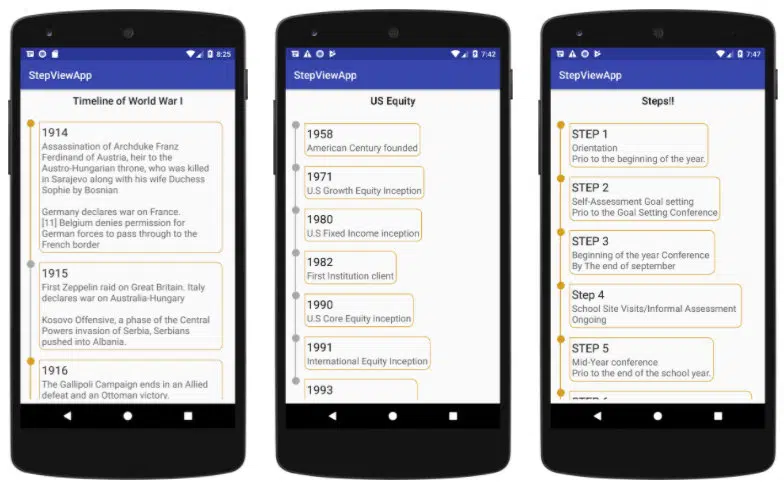 8:25
StepViewApp
Timeline of World War I
1914
Assassination of Archduke Franz
Ferdinand of Austria, heir to the
Austro-Hungarian throne, who was killed
in Sarajevo along with his wife Duchess
Sophie by Bosnian
Germany declares war on France.
[11] Belgium denies permission for
German forces to pass through to the
French border
1915
First Zeppelin raid on Great Britain. Italy
declares war on Australia-Hungary
Kosovo Offensive, a phase of the Central
Powers invasion of Serbia, Serbians
pushed into Albania.
1916
The Gallipoli Campaign ends in an Allied
defeat and an Ottoman victory.
7:42
StepViewApp
US Equity
1958
American Century founded
1971
U.S Growth Equity Inception
1980
U.S Fixed Income inception
1982
First Institution client
1990
U.S Core Equity inception
1991
International Equity Inception
1993
7:47
StepViewApp
Steps!!
STEP 1
Orientation
Prio to the beginning of the year.
STEP 2
Self-Assessment Goal setting
Prio to the Goal Setting Conference
STEP 3
Beginning of the year Conference
By The end of september
Step 4
School Site Visits/Informal Assessment
Ongoing
STEP 5
Mid-Year conference
Prio to the end of the school year.
STEP 6